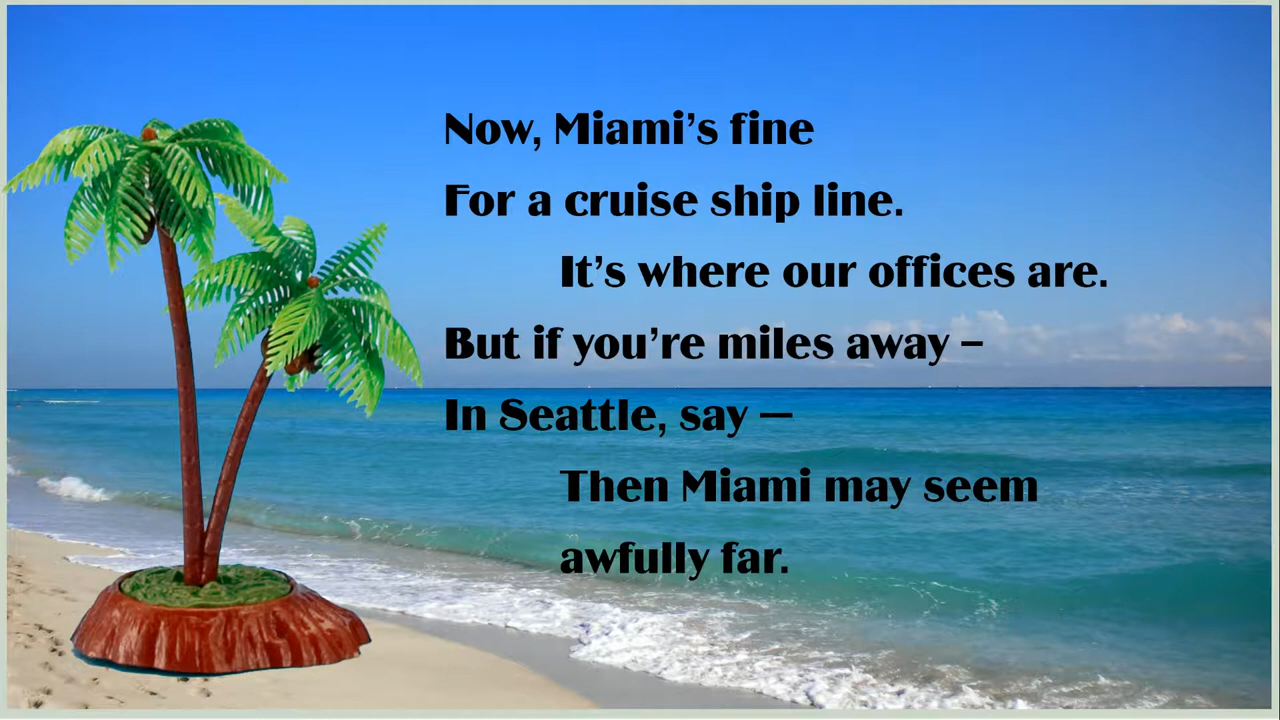 Now, Miami’s fine
For a cruise ship line.
It’s where our offices are.
But if you’re miles away –
In Seattle, say —
Then Miami may seem
awfully far.